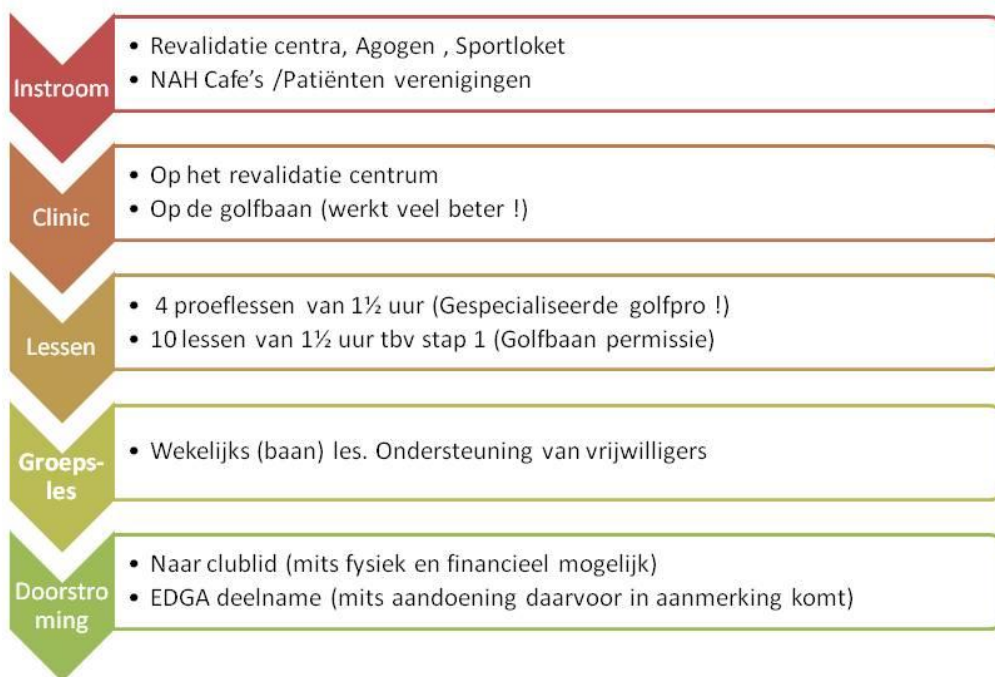 Instroom
• Revalidatie centra, Agogen , Sportloket
• NAH Cafe's /Patiënten verenigingen
Clinic
• Op het revalidatie centrum
• Op de golfbaan (werkt veel beter !)
Lessen
• 4 proeflessen van 1½ uur (Gespecialiseerde golfpro !)
• 10 lessen van 1½ uur tbv stap 1 (Golfbaan permissie)
Groeps-
les
• Wekelijks (baan) les. Ondersteuning van vrijwilligers
Doorstro
ming
• Naar clublid (mits fysiek en financieel mogelijk)
• EDGA deelname (mits aandoening daarvoor in aanmerking komt)